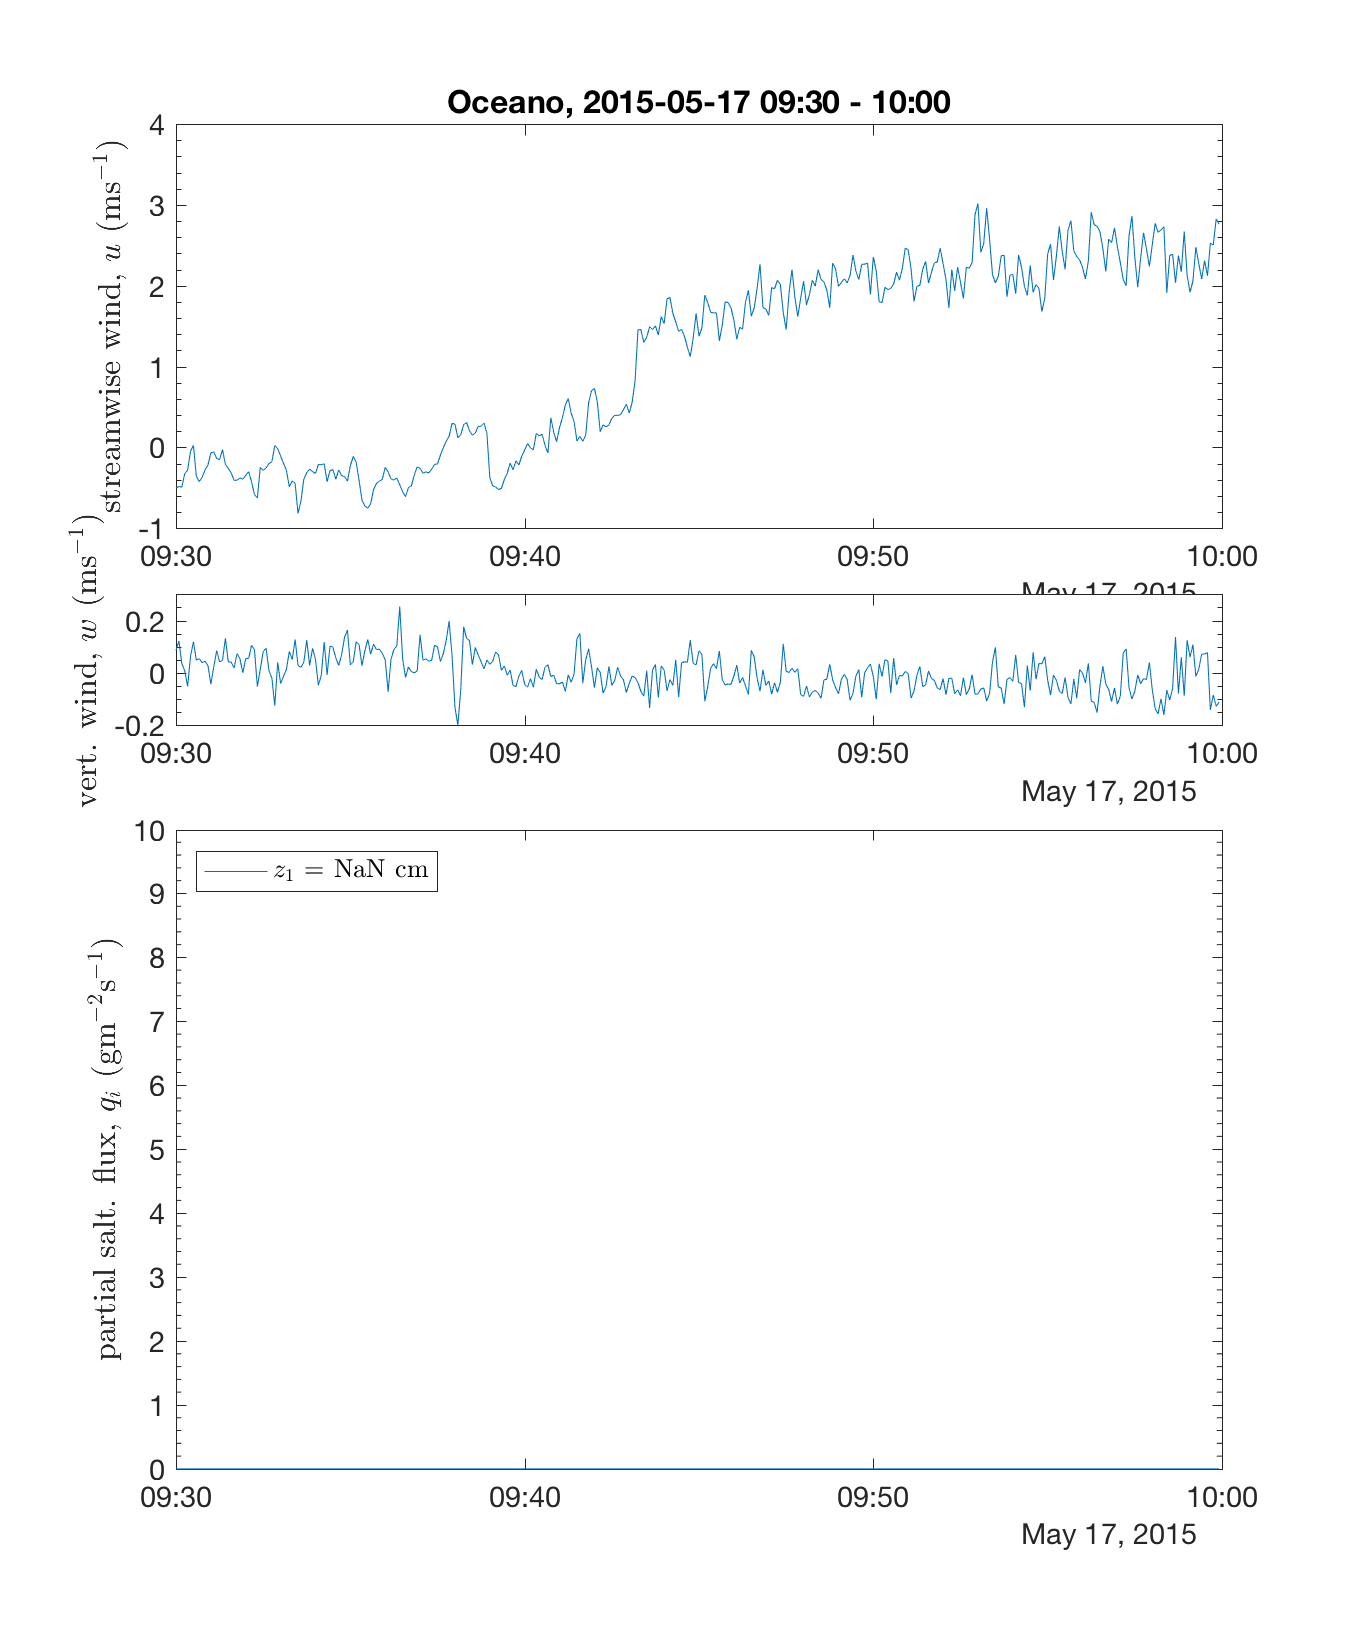 Oceano, 2015-05-17 09:30 - 10:00
streamwise wind, u (ms⁻¹)
4
3
2
1
0
-1
09:30 09:40 09:50 10:00
May 17, 2015
vert. wind, w (ms⁻¹)
0.2
0
-0.2
09:30 09:40 09:50 10:00
May 17, 2015
partial salt. flux, qᵢ (gm⁻²s⁻¹)
10
9
8
7
6
5
4
3
2
1
0
z₁ = NaN cm
09:30 09:40 09:50 10:00
May 17, 2015